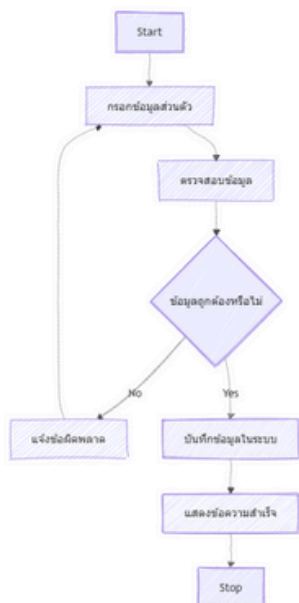 Start
กรอกข้อมูลส่วนตัว
ตรวจสอบข้อมูล
ข้อมูลถูกต้องหรือไม่
No
Yes
แจ้งข้อผิดพลาด
บันทึกข้อมูลในระบบ
แสดงข้อความสำเร็จ
Stop